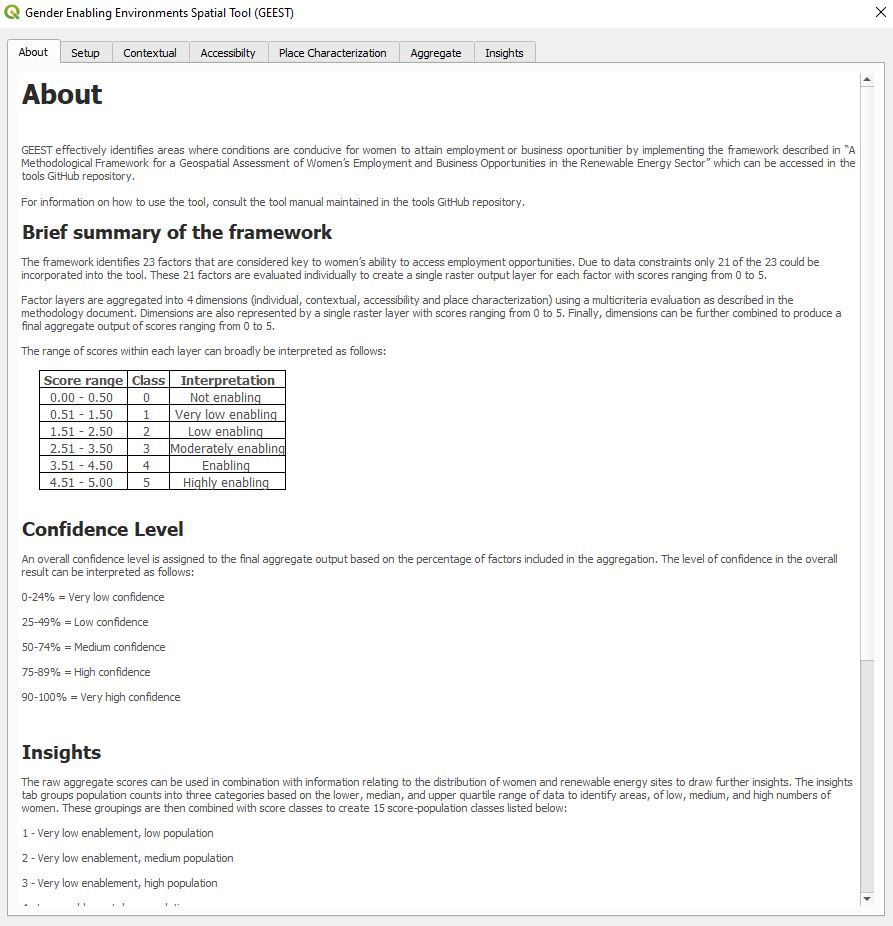 Gender Enabling Environments Spatial Tool (GEEST)
About Setup Contextual Accessibilty Place Characterization Aggregate Insights
About
GEEST effectively identifies areas where conditions are conducive for women to attain employment or business oportunitier by implementing the framework described in “A
Methodological Framework for a Geospatial Assessment of Women’s Employment and Business Opportunities in the Renewable Energy Sector” which can be accessed in the
tools GitHub repository.
For information on how to use the tool, consult the tool manual maintained in the tools GitHub repository.
Brief summary of the framework
The framework identifies 23 factors that are considered key to women’s ability to access employment opportunities. Due to data constraints only 21 of the 23 could be
incorporated into the tool. These 21 factors are evaluated individually to create a single raster output layer for each factor with scores ranging from 0 to 5.
Factor layers are aggregated into 4 dimensions (individual, contextual, accessibility and place characterization) using a multicriteria evaluation as described in the
methodology document. Dimensions are also represented by a single raster layer with scores ranging from 0 to 5. Finally, dimensions can be further combined to produce a
final aggregate output of scores ranging from 0 to 5.
The range of scores within each layer can broadly be interpreted as follows:
Score range Class Interpretation
0.00 - 0.50 0 Not enabling
0.51 - 1.50 1 Very low enabling
1.51 - 2.50 2 Low enabling
2.51 - 3.50 3 Moderately enabling
3.51 - 4.50 4 Enabling
4.51 - 5.00 5 Highly enabling
Confidence Level
An overall confidence level is assigned to the final aggregate output based on the percentage of factors included in the aggregation. The level of confidence in the overall
result can be interpreted as follows:
0-24% = Very low confidence
25-49% = Low confidence
50-74% = Medium confidence
75-89% = High confidence
90-100% = Very high confidence
Insights
The raw aggregate scores can be used in combination with information relating to the distribution of women and renewable energy sites to draw further insights. The insights
tab groups population counts into three categories based on the lower, median, and upper quartile range of data to identify areas, of low, medium, and high numbers of
women. These groupings are then combined with score classes to create 15 score-population classes listed below:
1 - Very low enablement, low population
2 - Very low enablement, medium population
3 - Very low enablement, high population